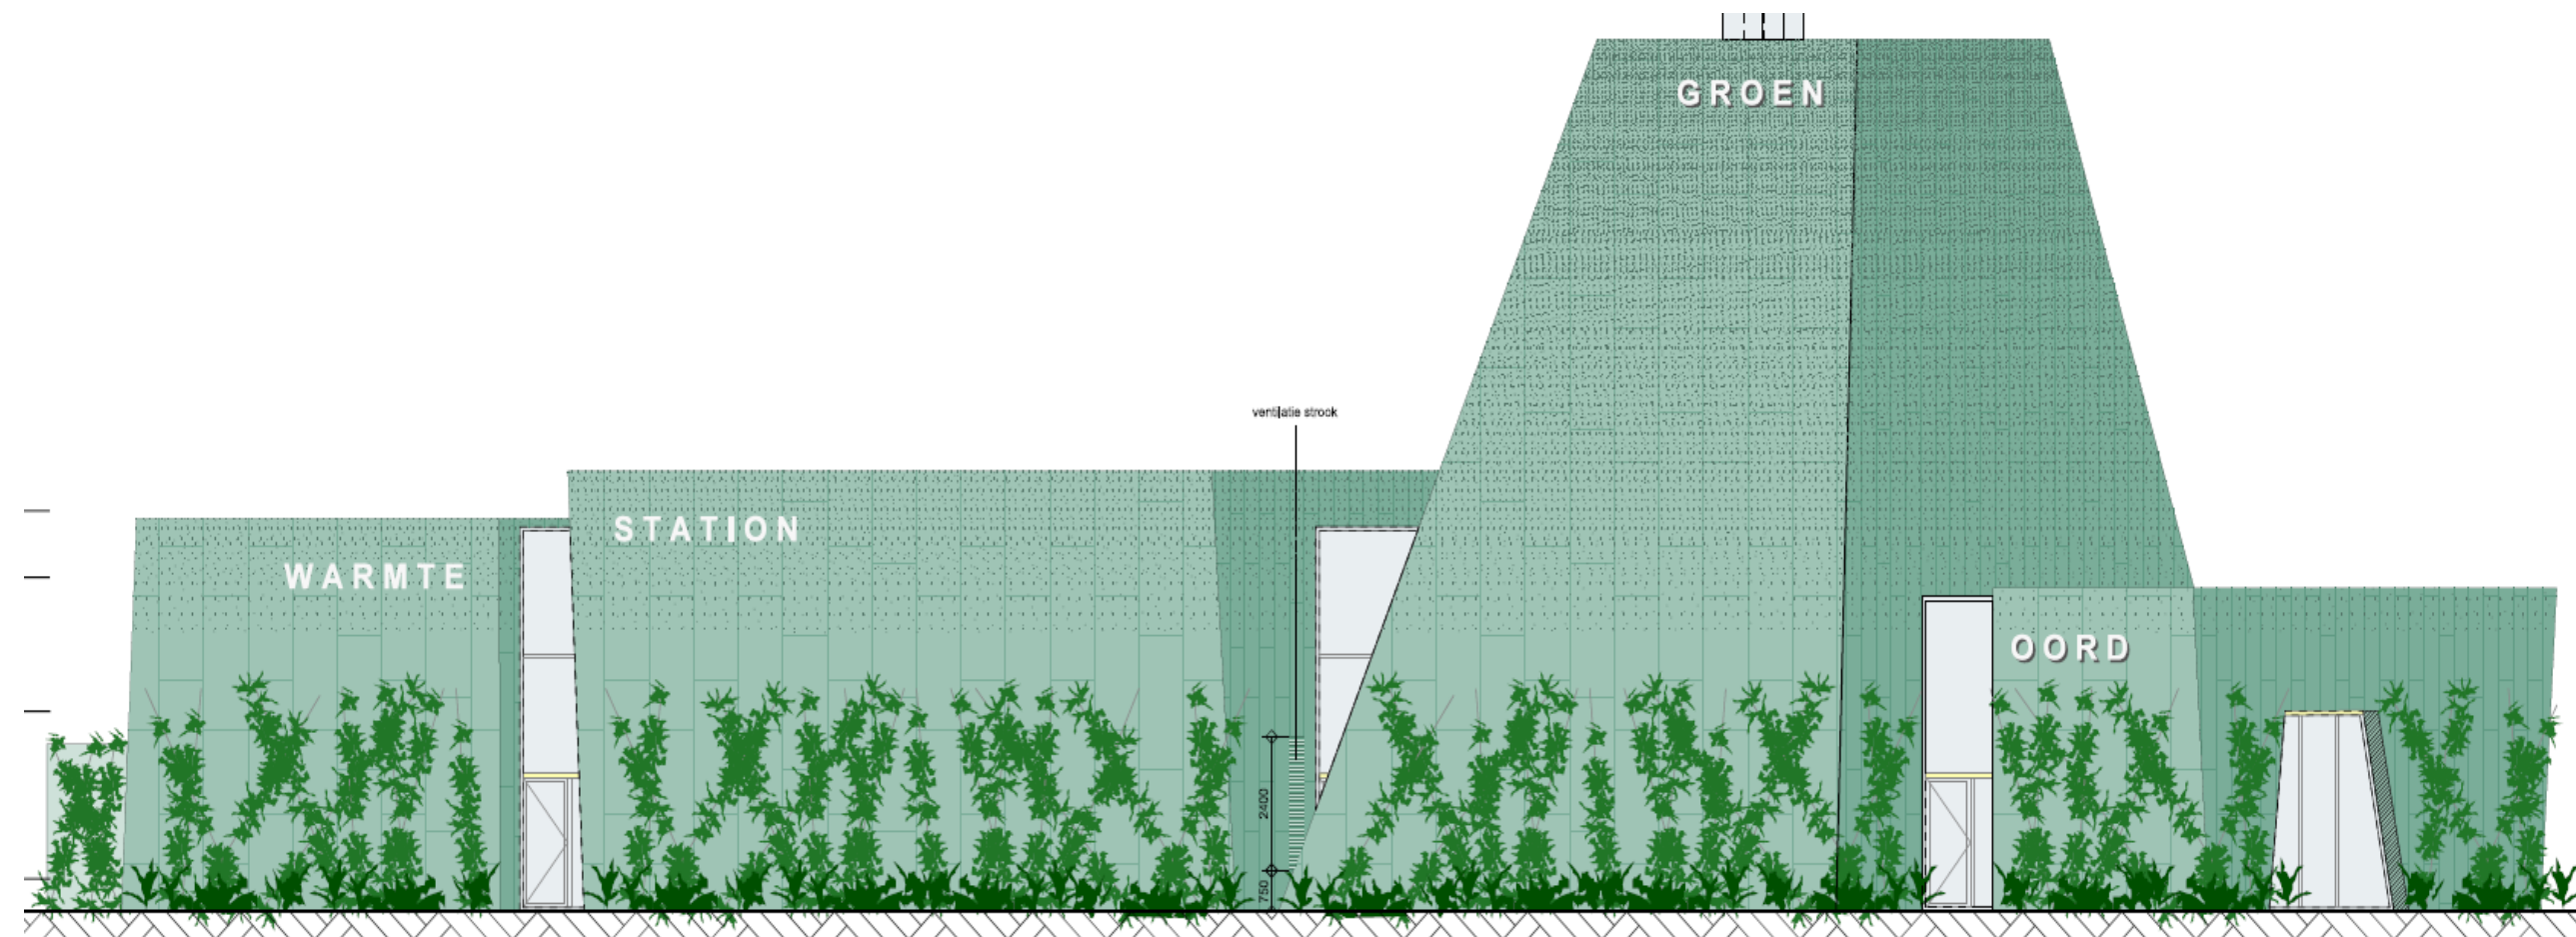 GROEN
ventilatie strook
STATION
WARMTE
OORD
2400
750